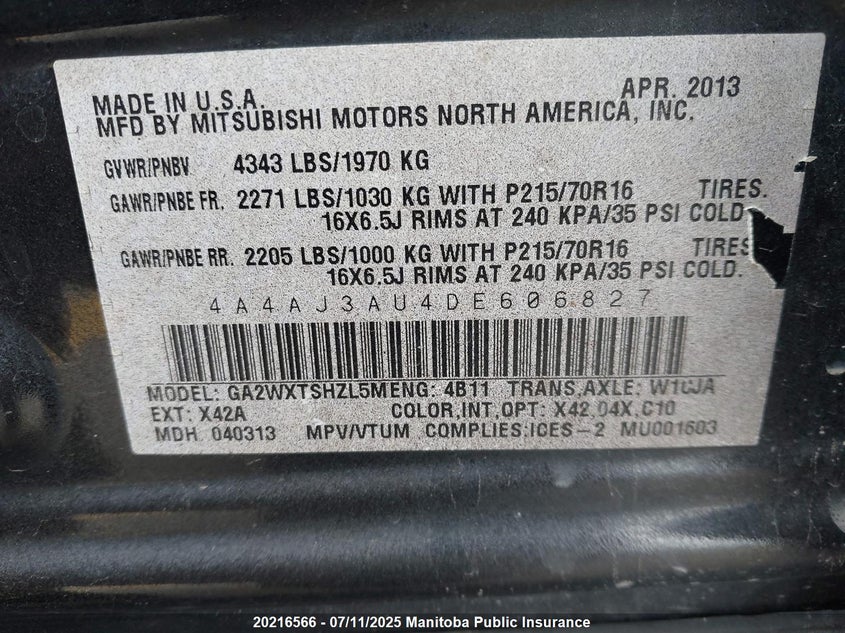 MADE IN U.S.A. APR. 2013
MFD BY MITSUBISHI MOTORS NORTH AMERICA, INC.
GVWR/PNBV 4343 LBS/1970 KG
GAWR/PNBE FR. 2271 LBS/1030 KG WITH P215/70R16 TIRES.
16X6.5J RIMS AT 240 KPA/35 PSI COLD
GAWR/PNBE RR. 2205 LBS/1000 KG WITH P215/70R16 TIRES
16X6.5J RIMS AT 240 KPA/35 PSI COLD.
4A4AJ3AU4DE606827
MODEL: GA2WXTSHZL5M ENG: 4B11 TRANS,AXLE: W1CJA
EXT: X42A COLOR,INT,OPT: X42,04X,C10
MDH 040313 MPV/VTUM COMPLIES:ICES-2 MU001603
20216566 - 07/11/2025 Manitoba Public Insurance